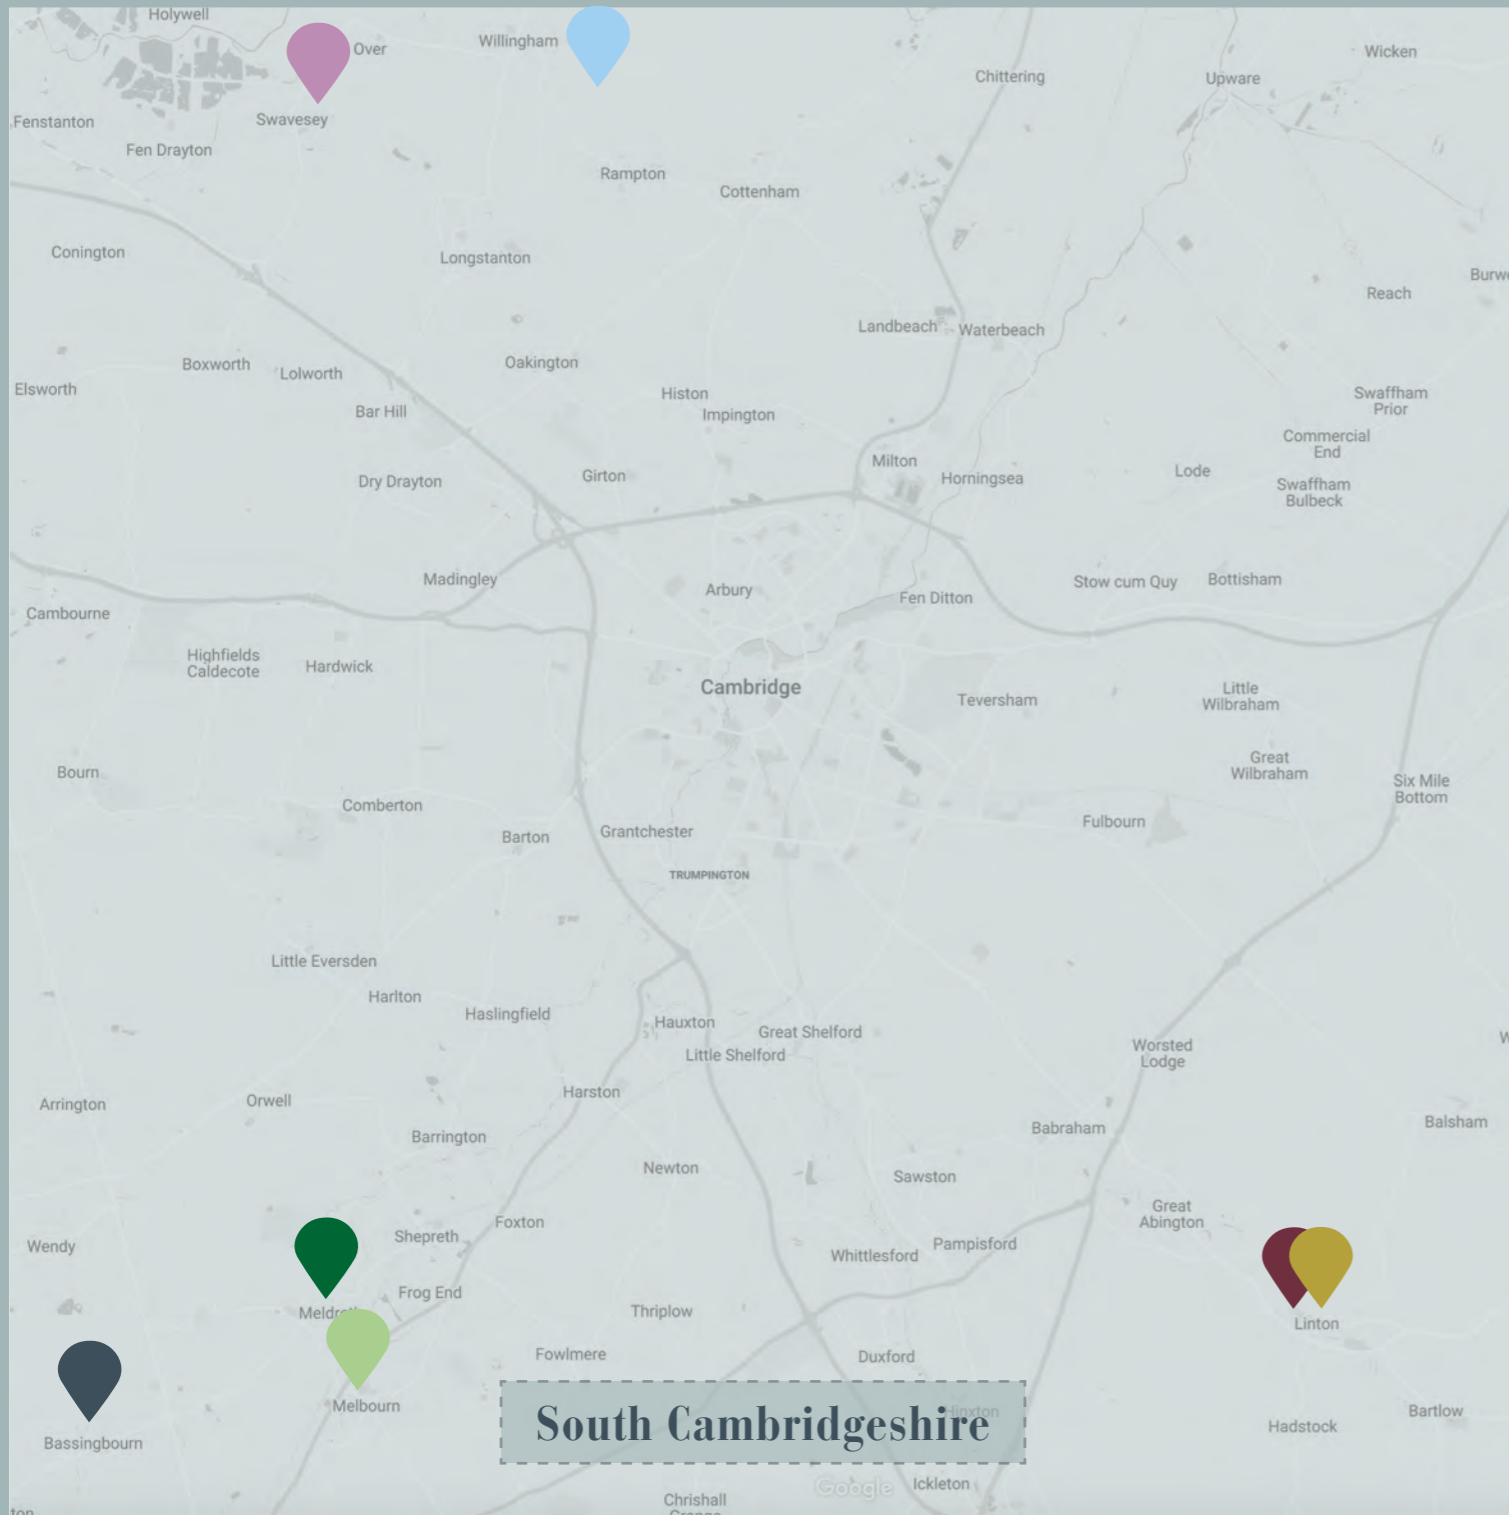 Holywell
Over
Willingham
Wicken
Chittering
Upware
Fenstanton
Swavesey
Fen Drayton
Rampton
Cottenham
Conington
Longstanton
Reach
Landbeach
Waterbeach
Boxworth
Lolworth
Oakington
Elsworth
Histon
Swaffham
Prior
Bar Hill
Impington
Commercial
End
Milton
Dry Drayton
Girton
Horningsea
Lode
Swaffham
Bulbeck
Madingley
Arbury
Stow cum Quy
Bottisham
Cambourne
Fen Ditton
Highfields
Caldecote
Hardwick
Cambridge
Teversham
Little
Wilbraham
Bourn
Great
Wilbraham
Six Mile
Bottom
Comberton
Barton
Grantchester
Fulbourn
TRUMPINGTON
Little Eversden
Harlton
Haslingfield
Hauxton
Great Shelford
Little Shelford
Worsted
Lodge
Arrington
Orwell
Harston
Barrington
Babraham
Balsham
Newton
Sawston
Great
Abington
Wendy
Shepreth
Foxton
Whittlesford
Pampisford
Frog End
Thriplow
Linton
Fowlmere
Duxford
Melbourn
Bassingbourn
South Cambridgeshire
Hinxton
Hadstock
Bartlow
Google
Ickleton
Chrishall